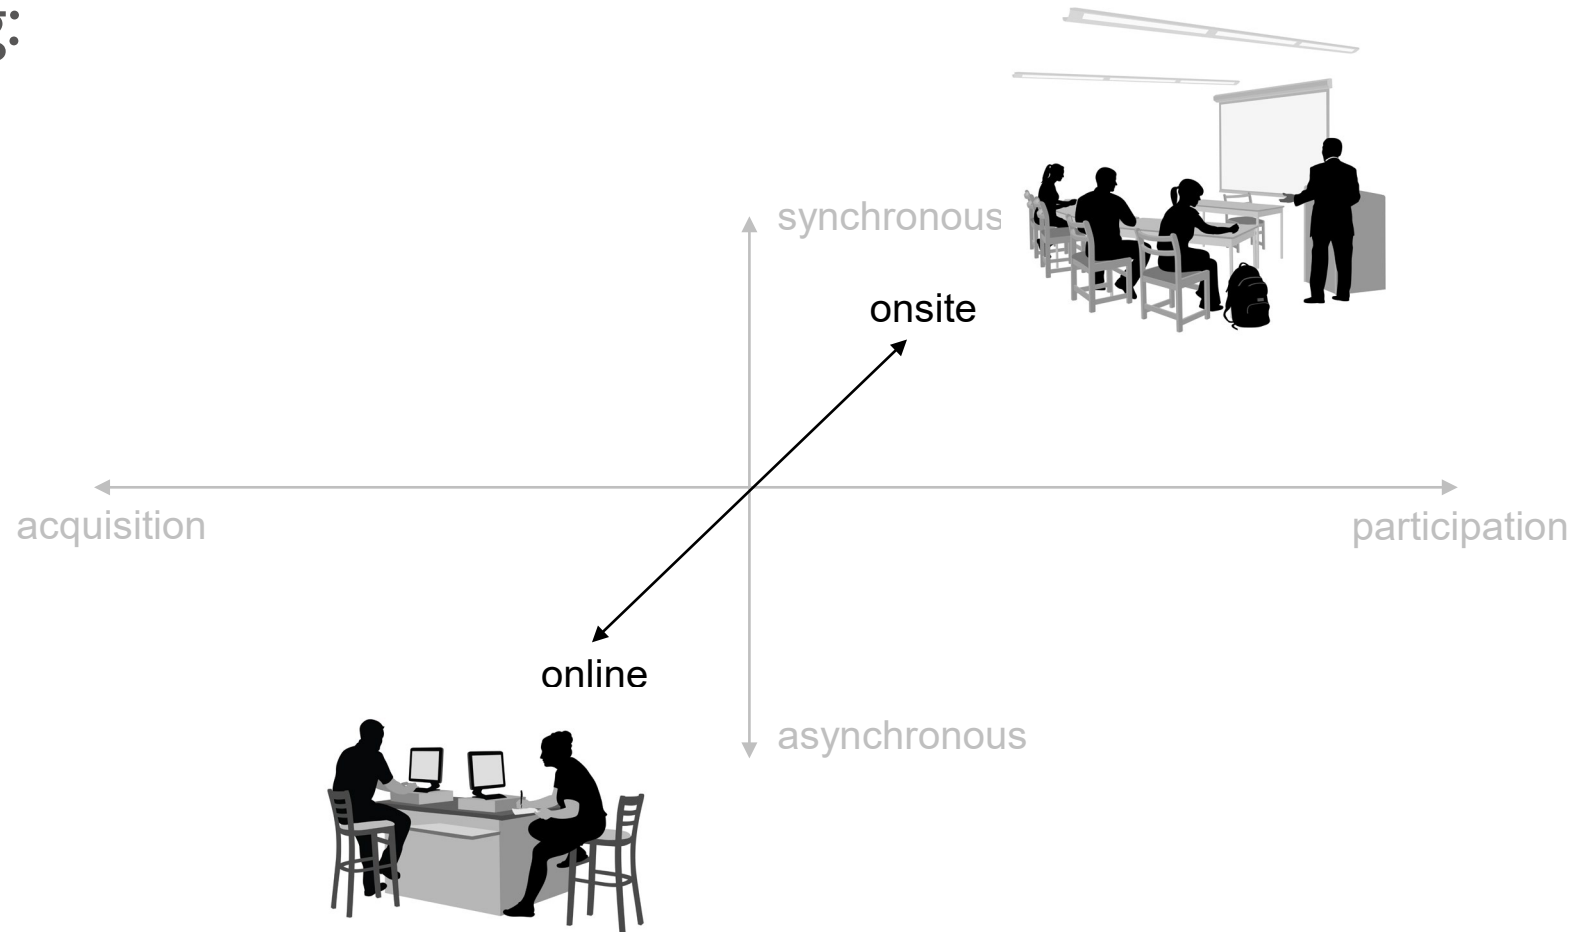 g:
synchronous
onsite
acquisition
participation
online
asynchronous